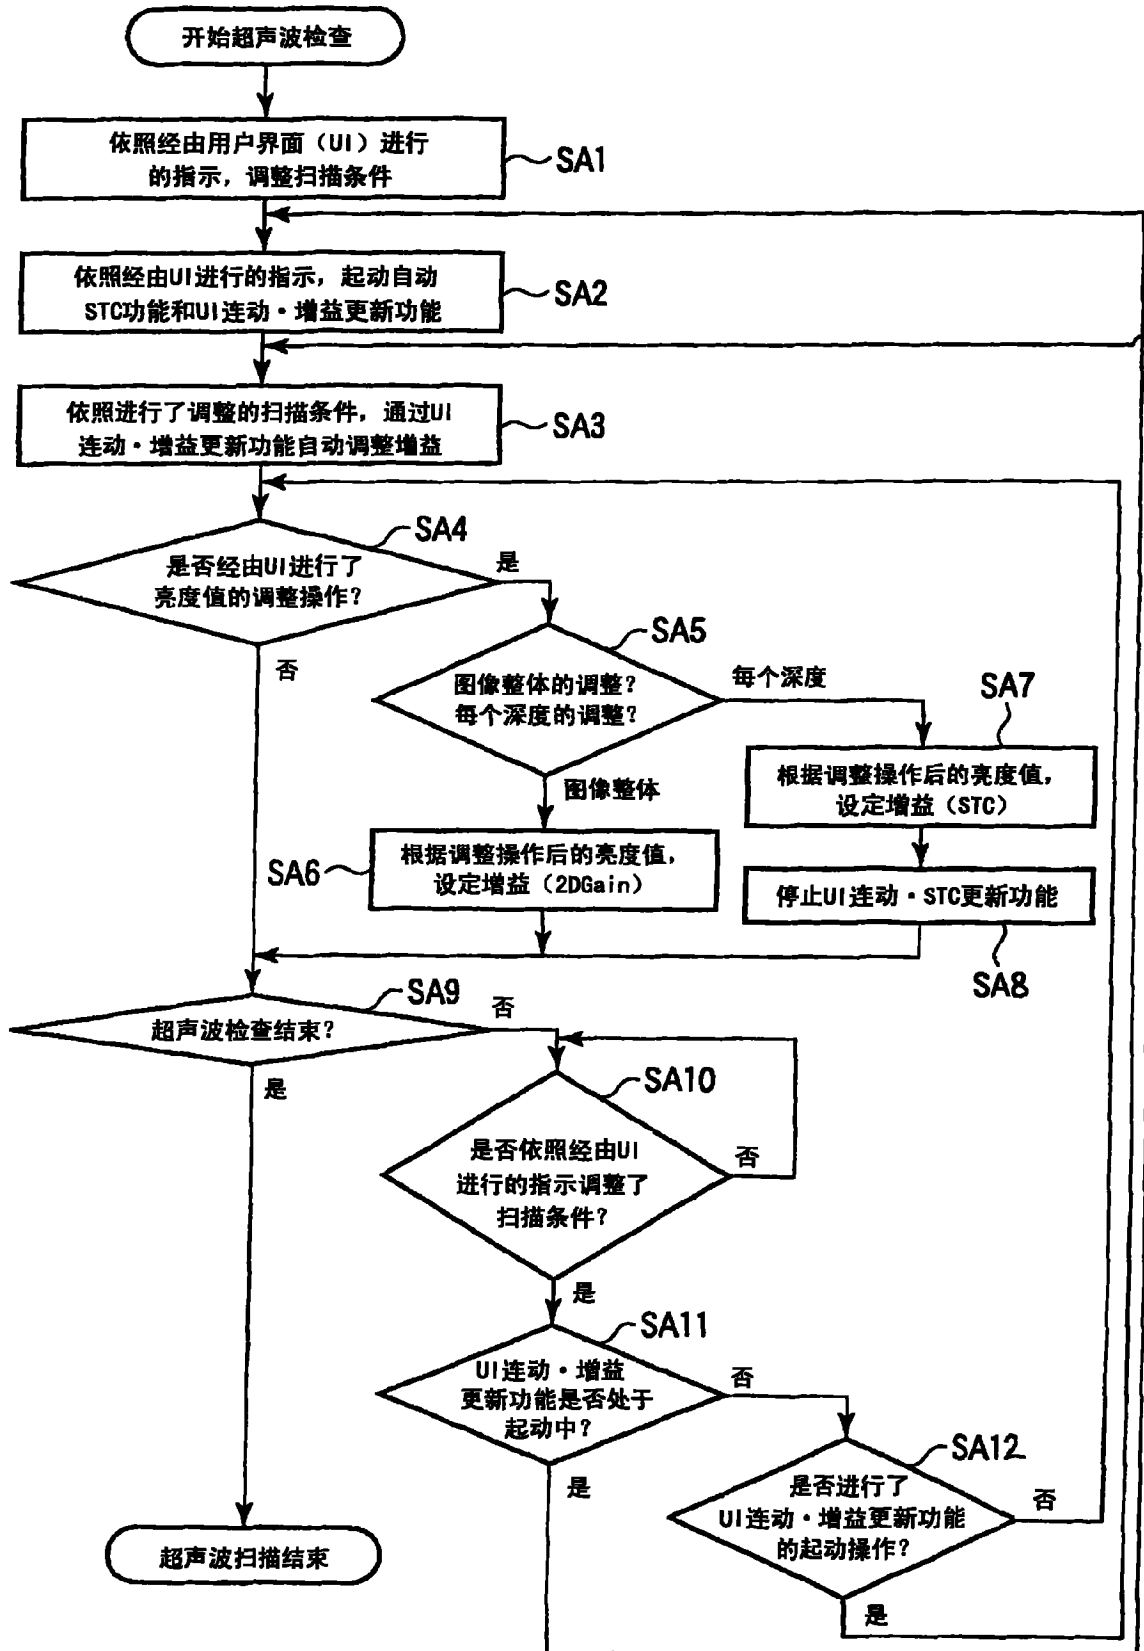 开始超声波检查
依照经由用户界面（UI）进行
的指示，调整扫描条件
SA1
依照经由UI进行的指示，起动自动
STC功能和UI连动·增益更新功能
SA2
依照进行了调整的扫描条件，通过UI
连动·增益更新功能自动调整增益
SA3
SA4
是否经由UI进行了
亮度值的调整操作？
是
否
SA5
图像整体的调整？
每个深度的调整？
每个深度
图像整体
SA7
根据调整操作后的亮度值，
设定增益（STC）
SA6
根据调整操作后的亮度值，
设定增益（2DGain）
停止UI连动·STC更新功能
SA8
SA9
超声波检查结束？
否
是
SA10
是否依照经由UI
进行的指示调整了
扫描条件？
否
是
SA11
UI连动·增益
更新功能是否处于
起动中？
否
是
SA12
是否进行了
UI连动·增益更新功能
的起动操作？
否
是
超声波扫描结束